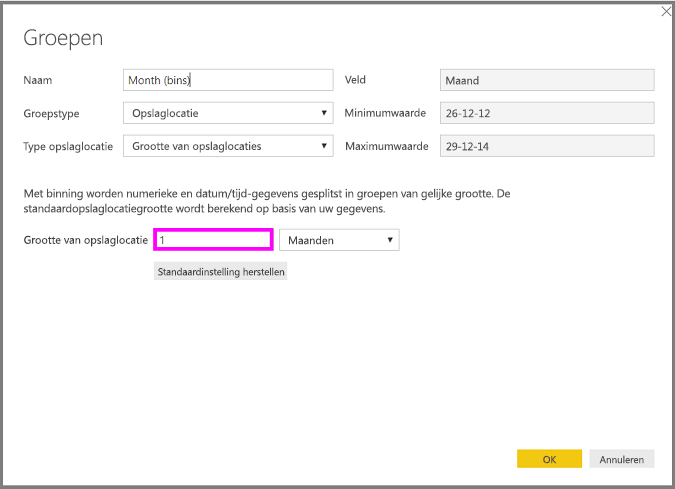 Groepen
Naam Month (bins) Veld Maand
Groepstype Opslaglocatie Minimumwaarde 26-12-12
Type opslaglocatie Grootte van opslaglocaties Maximumwaarde 29-12-14
Met binning worden numerieke en datum/tijd-gegevens gesplitst in groepen van gelijke grootte. De
standaardopslaglocatiegrootte wordt berekend op basis van uw gegevens.
Grootte van opslaglocatie 1 Maanden
Standaardinstelling herstellen
OK Annuleren